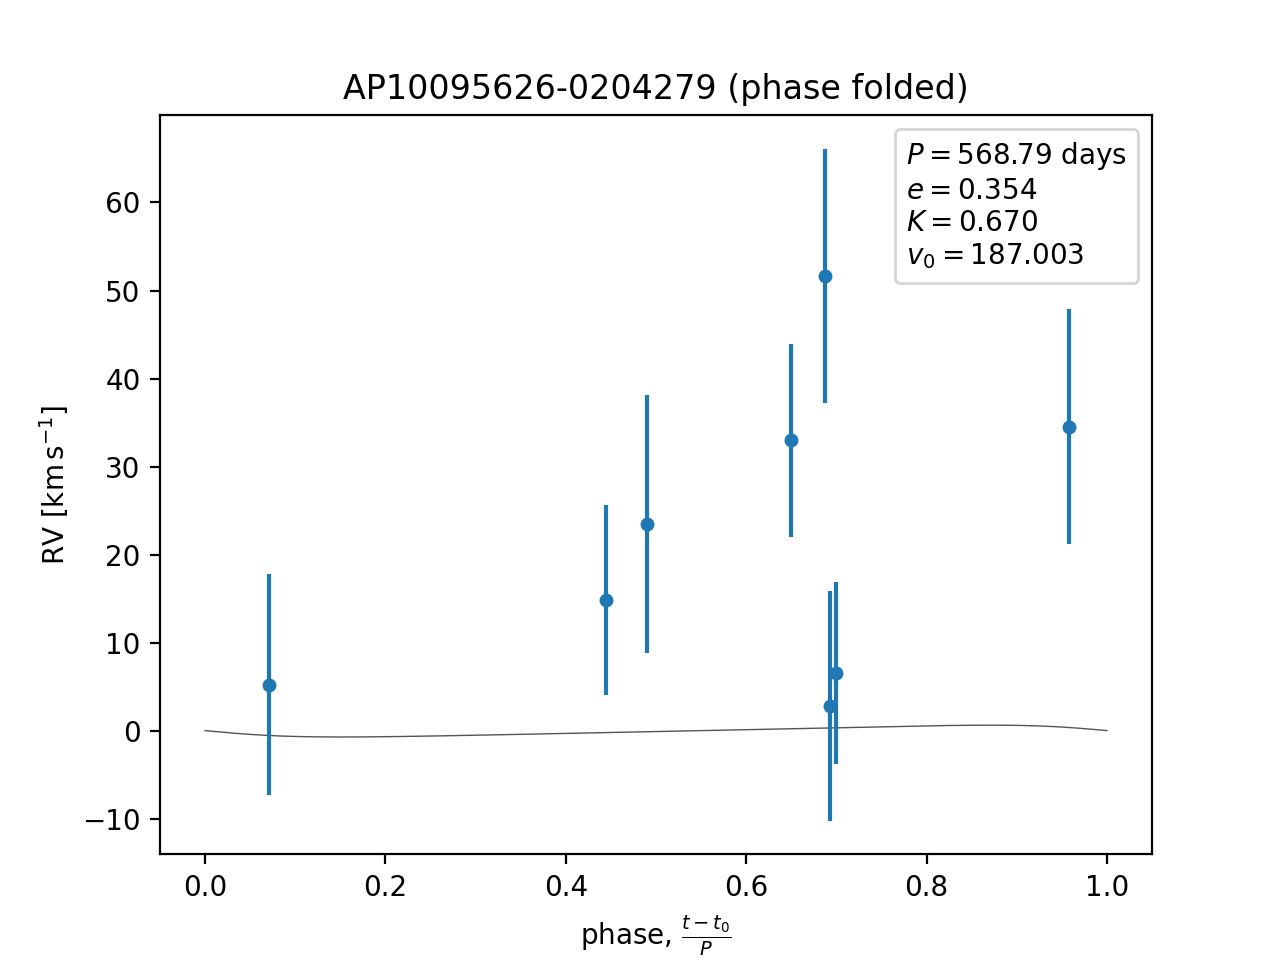 AP10095626-0204279 (phase folded)
P = 568.79 days
e = 0.354
K = 0.670
v₀ = 187.003
RV [km s⁻¹]
60
50
40
30
20
10
0
−10
0.0 0.2 0.4 0.6 0.8 1.0
phase, (t − t₀)/P